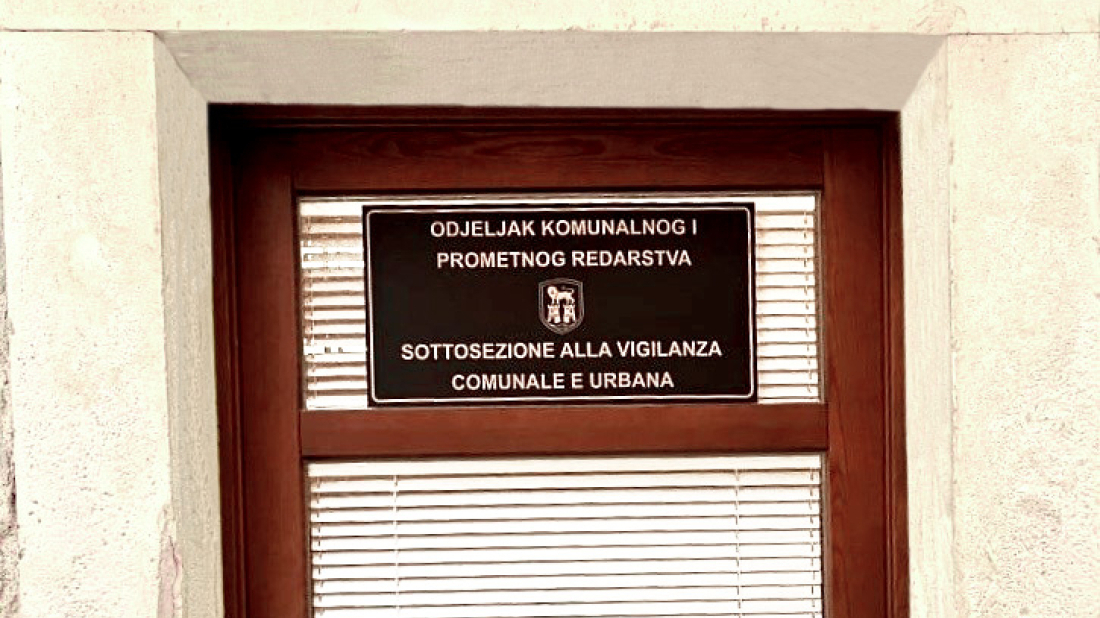 ODJELJAK KOMUNALNOG I
PROMETNOG REDARSTVA
SOTTOSEZIONE ALLA VIGILANZA
COMUNALE E URBANA